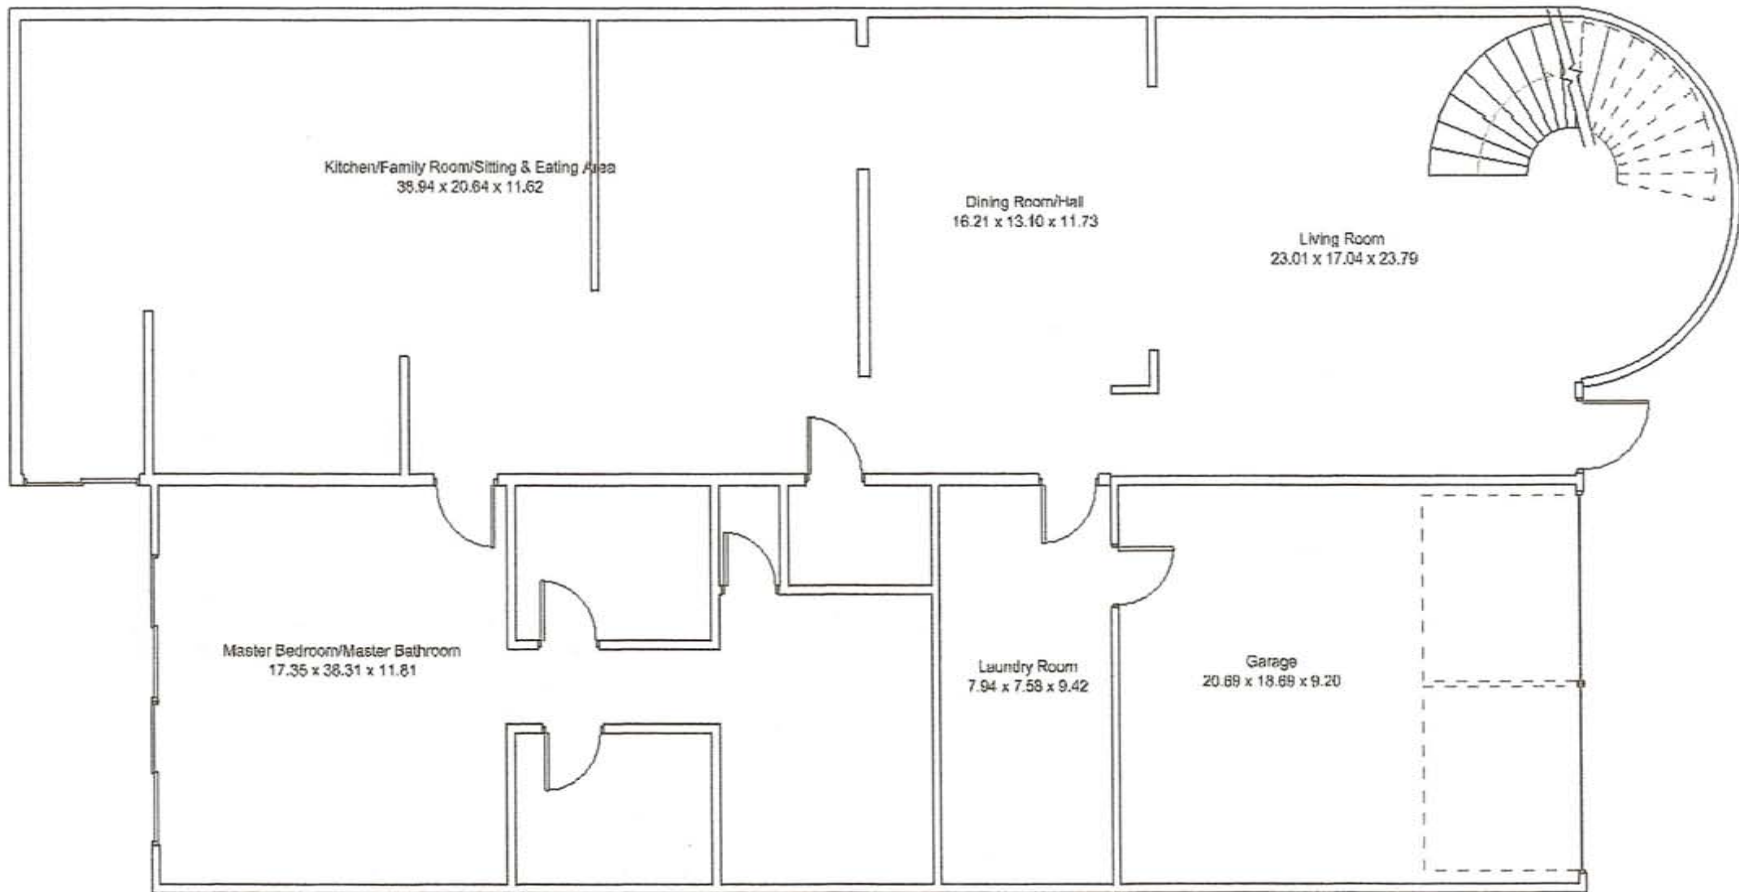 Kitchen/Family Room/Sitting & Eating Area
38.94 x 20.64 x 11.62
Dining Room/Hall
16.21 x 13.10 x 11.73
Living Room
23.01 x 17.04 x 23.79
Master Bedroom/Master Bathroom
17.35 x 38.31 x 11.81
Laundry Room
7.94 x 7.58 x 9.42
Garage
20.69 x 18.69 x 9.20